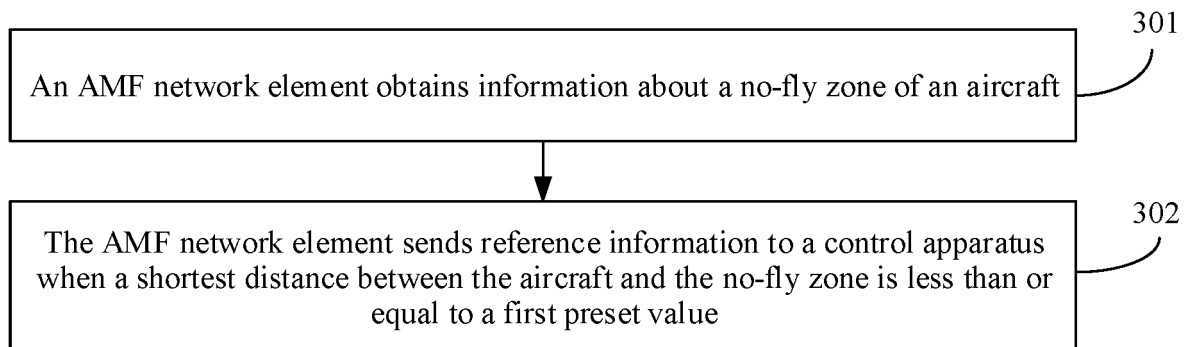 301
An AMF network element obtains information about a no-fly zone of an aircraft
302
The AMF network element sends reference information to a control apparatus
when a shortest distance between the aircraft and the no-fly zone is less than or
equal to a first preset value